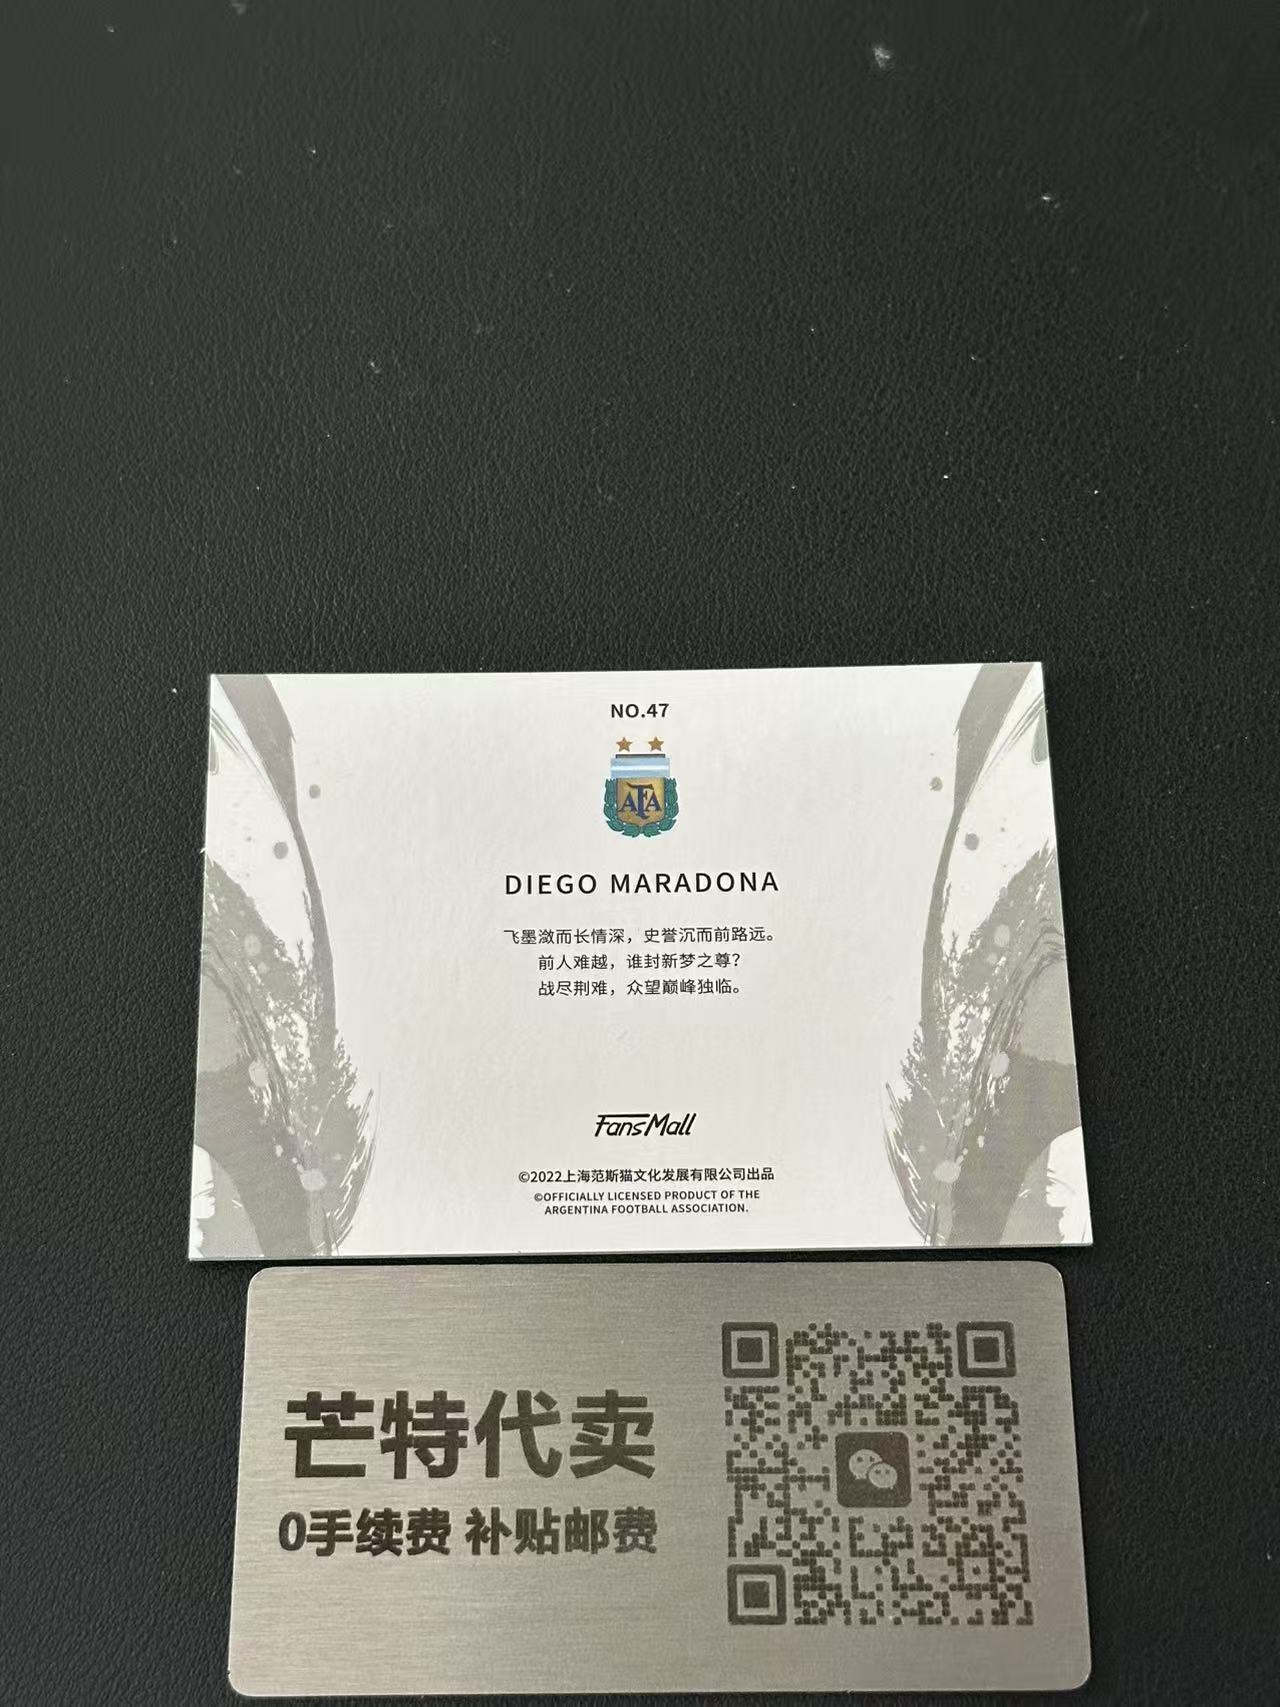 NO.47
AFA
DIEGO MARADONA
飞墨潋而长情深，史誉沉而前路远。
前人难越，谁封新梦之尊？
战尽荆难，众望巅峰独临。
FansMall
©2022上海范斯猫文化发展有限公司出品
©OFFICIALLY LICENSED PRODUCT OF THE
ARGENTINA FOOTBALL ASSOCIATION.
芒特代卖
0手续费 补贴邮费